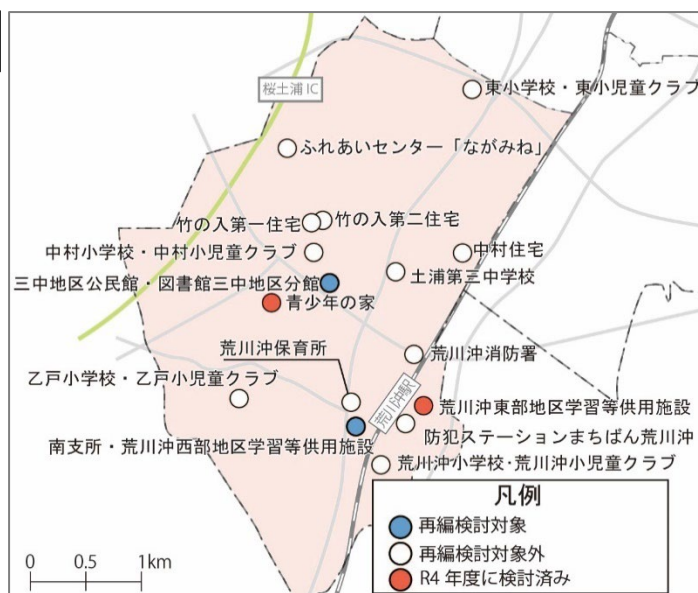 桜土浦IC
東小学校・東小児童クラブ
ふれあいセンター「ながみね」
竹の入第一住宅
竹の入第二住宅
中村小学校・中村小児童クラブ
中村住宅
土浦第三中学校
三中地区公民館・図書館三中地区分館
青少年の家
荒川沖保育所
荒川沖消防署
乙戸小学校・乙戸小児童クラブ
荒川沖駅
荒川沖東部地区学習等供用施設
防犯ステーションまちばん荒川沖
南支所・荒川沖西部地区学習等供用施設
荒川沖小学校・荒川沖小児童クラブ
凡例
再編検討対象
再編検討対象外
R4年度に検討済み
0 0.5 1km